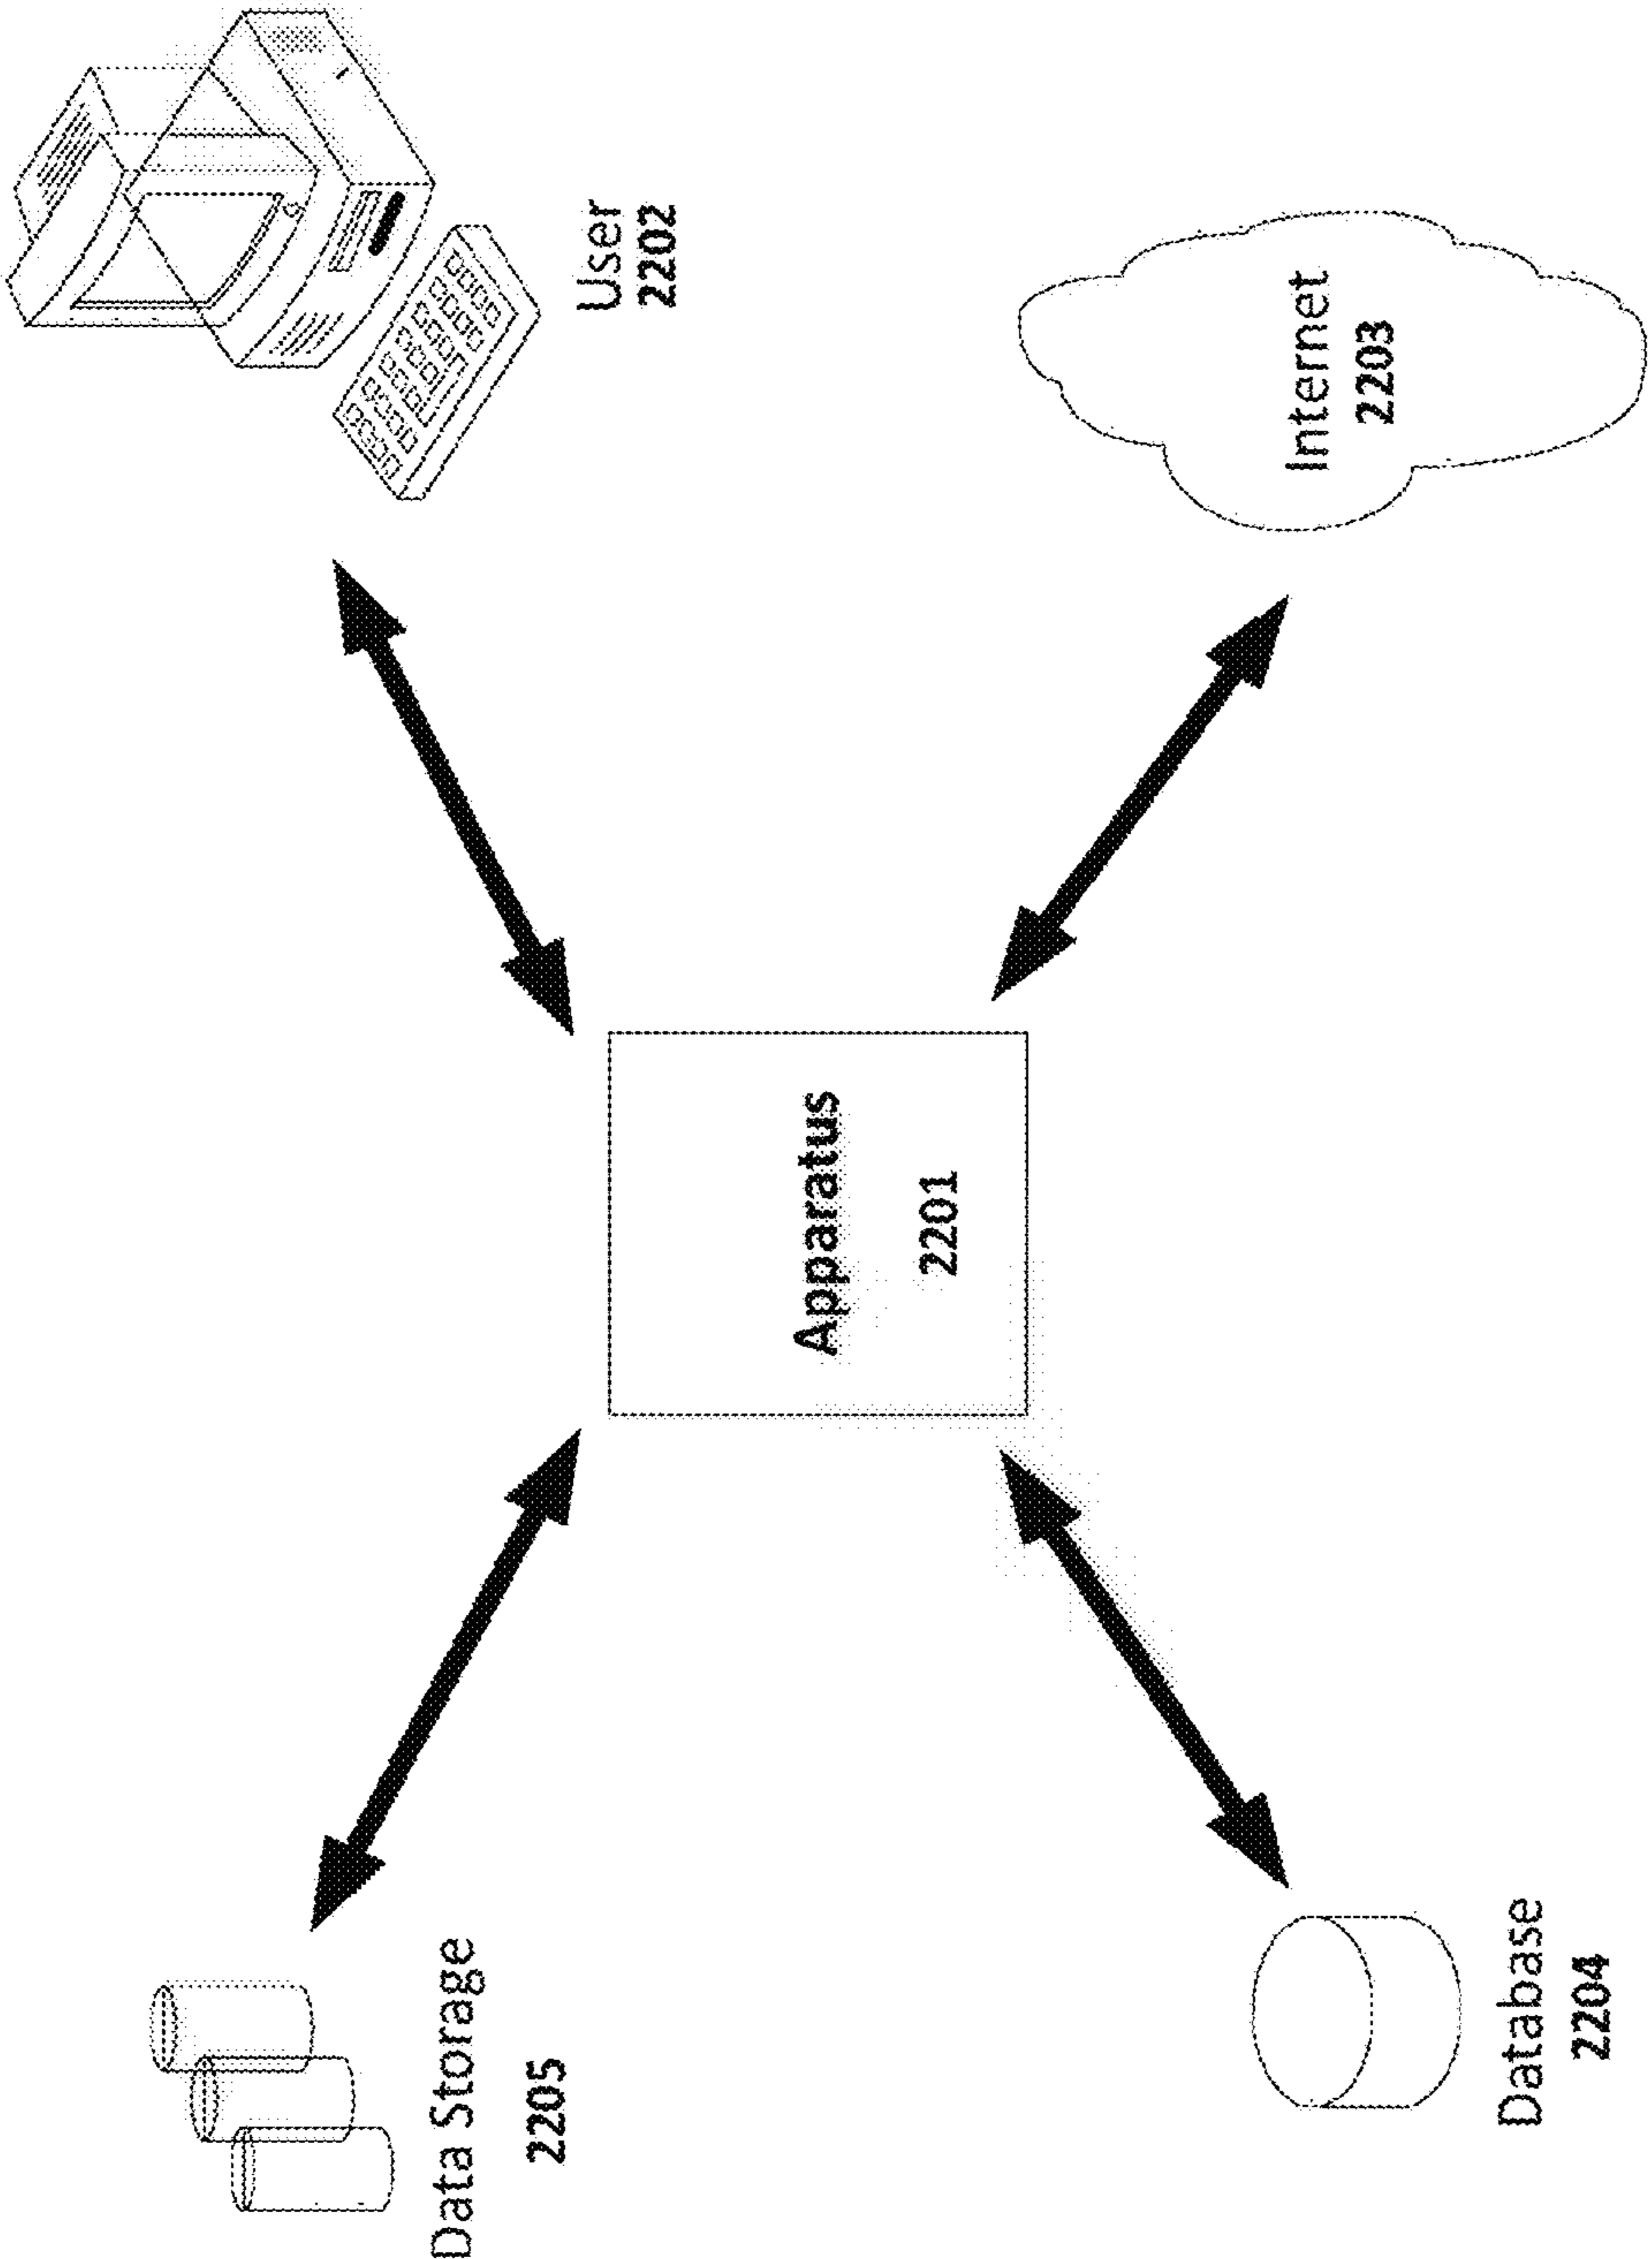 Data Storage
2205
User
2202
Apparatus
2201
Database
2204
Internet
2203